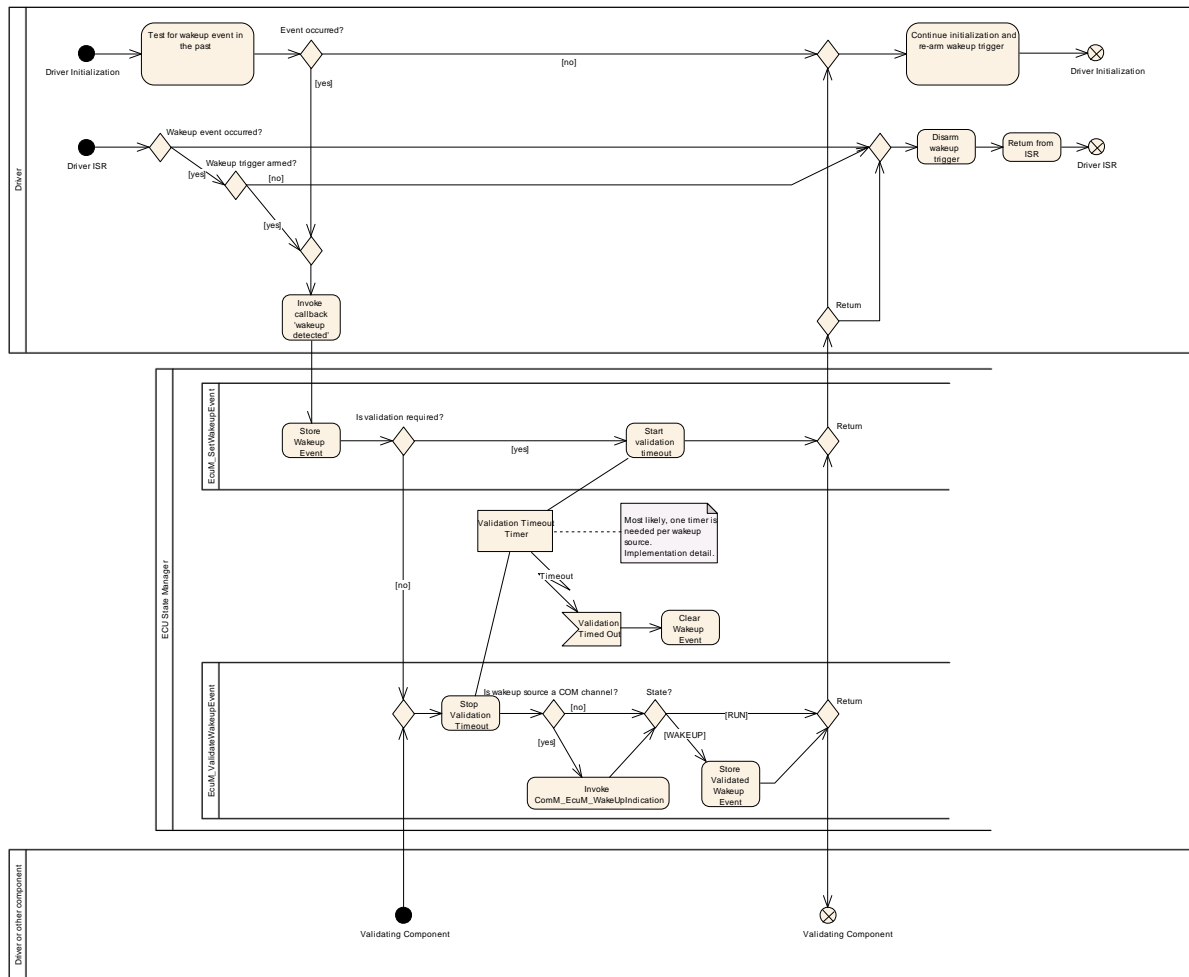 Event occurred?
Test for wakeup event in
the past
Continue initialization and
re-arm wakeup trigger
Driver Initialization
[no]
Driver Initialization
[yes]
Wakeup event occurred?
Disarm
wakeup
trigger
Return from
ISR
Driver ISR
Wakeup trigger armed?
Driver ISR
[yes]
[no]
Driver
[yes]
Invoke
callback
'wakeup
detected'
Return
EcuM_SetWakeupEvent
Is validation required?
Store
Wakeup
Event
[yes]
Start
validation
timeout
Return
Validation Timeout
Timer
Most likely, one timer is
needed per wakeup
source.
Implementation detail.
ECU State Manager
[no]
Timeout
Validation
Timed Out
Clear
Wakeup
Event
EcuM_ValidateWakeupEvent
Is wakeup source a COM channel?
State?
Stop
Validation
Timeout
[no]
[RUN]
Return
[yes]
[WAKEUP]
Invoke
ComM_EcuM_WakeUpIndication
Store
Validated
Wakeup
Event
Driver or other component
Validating Component
Validating Component